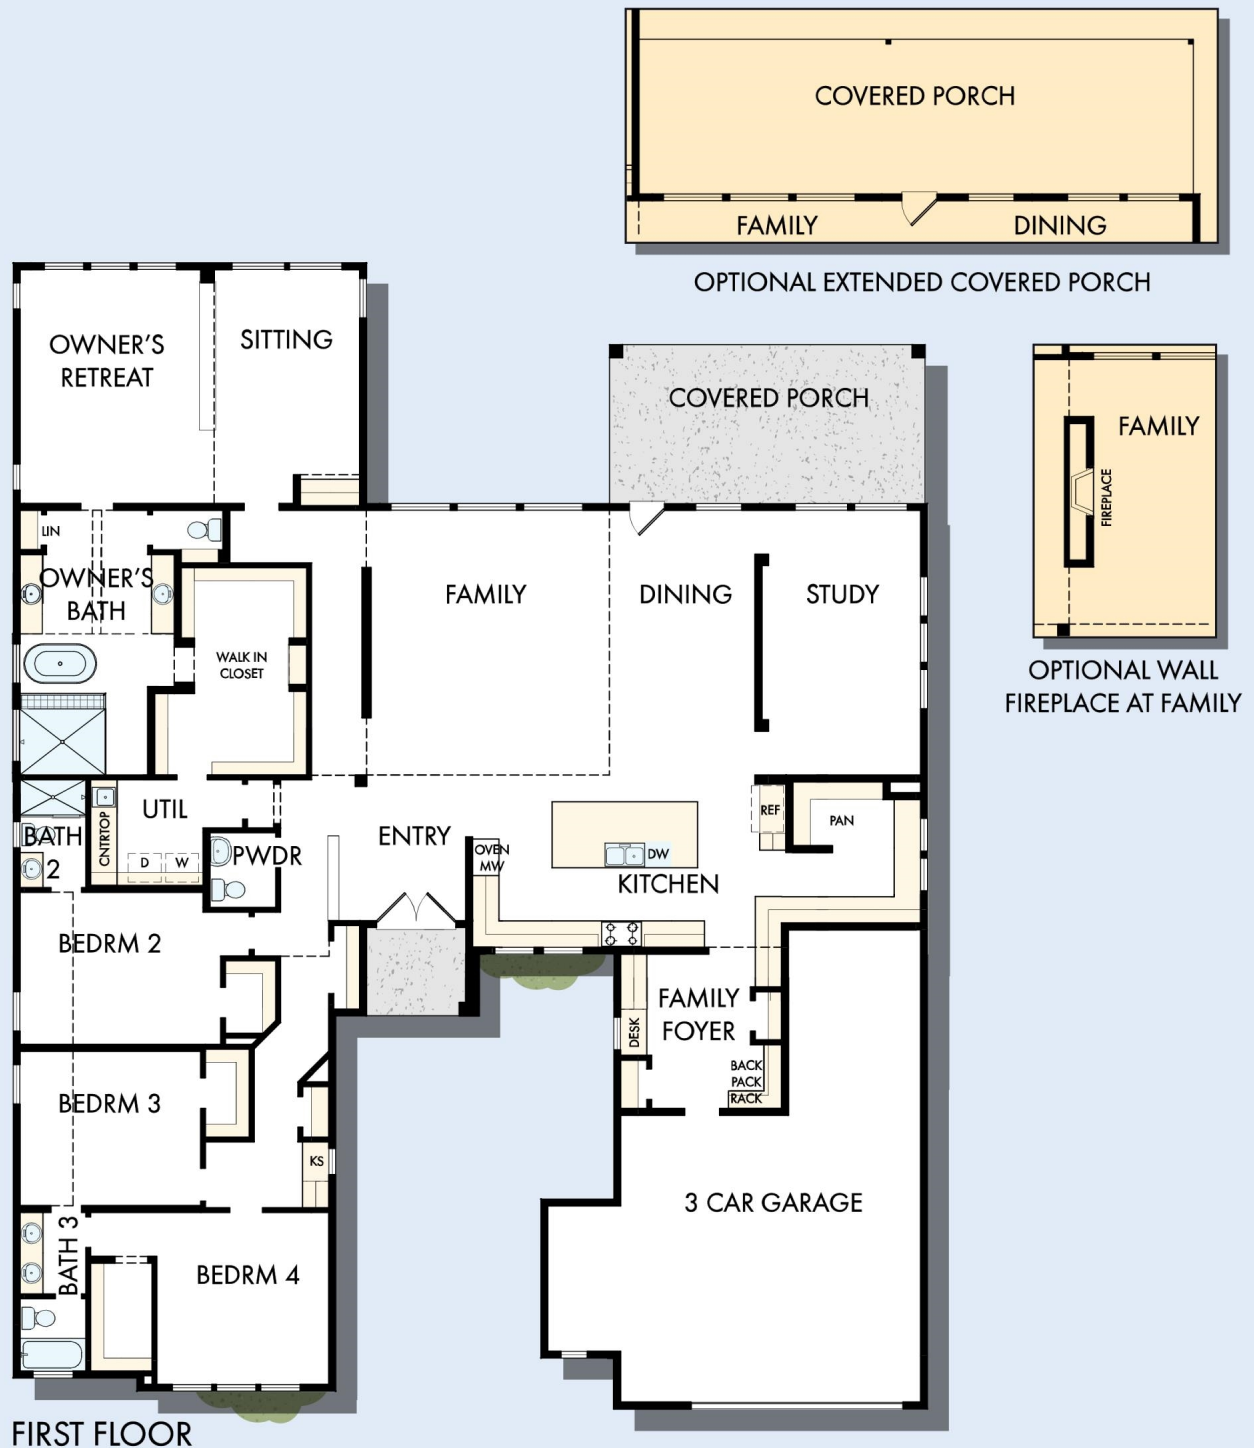 COVERED PORCH
FAMILY
DINING
OPTIONAL EXTENDED COVERED PORCH
OWNER'S
RETREAT
SITTING
COVERED PORCH
FAMILY
FIREPLACE
OPTIONAL WALL
FIREPLACE AT FAMILY
LIN
OWNER'S
BATH
WALK IN
CLOSET
FAMILY
DINING
STUDY
UTIL
CNTRTOP
D
W
BATH
2
PWDR
ENTRY
OVEN
MW
DW
KITCHEN
REF
PAN
BEDRM 2
FAMILY
FOYER
DESK
BACK
PACK
RACK
BEDRM 3
KS
3 CAR GARAGE
BATH 3
BEDRM 4
FIRST FLOOR